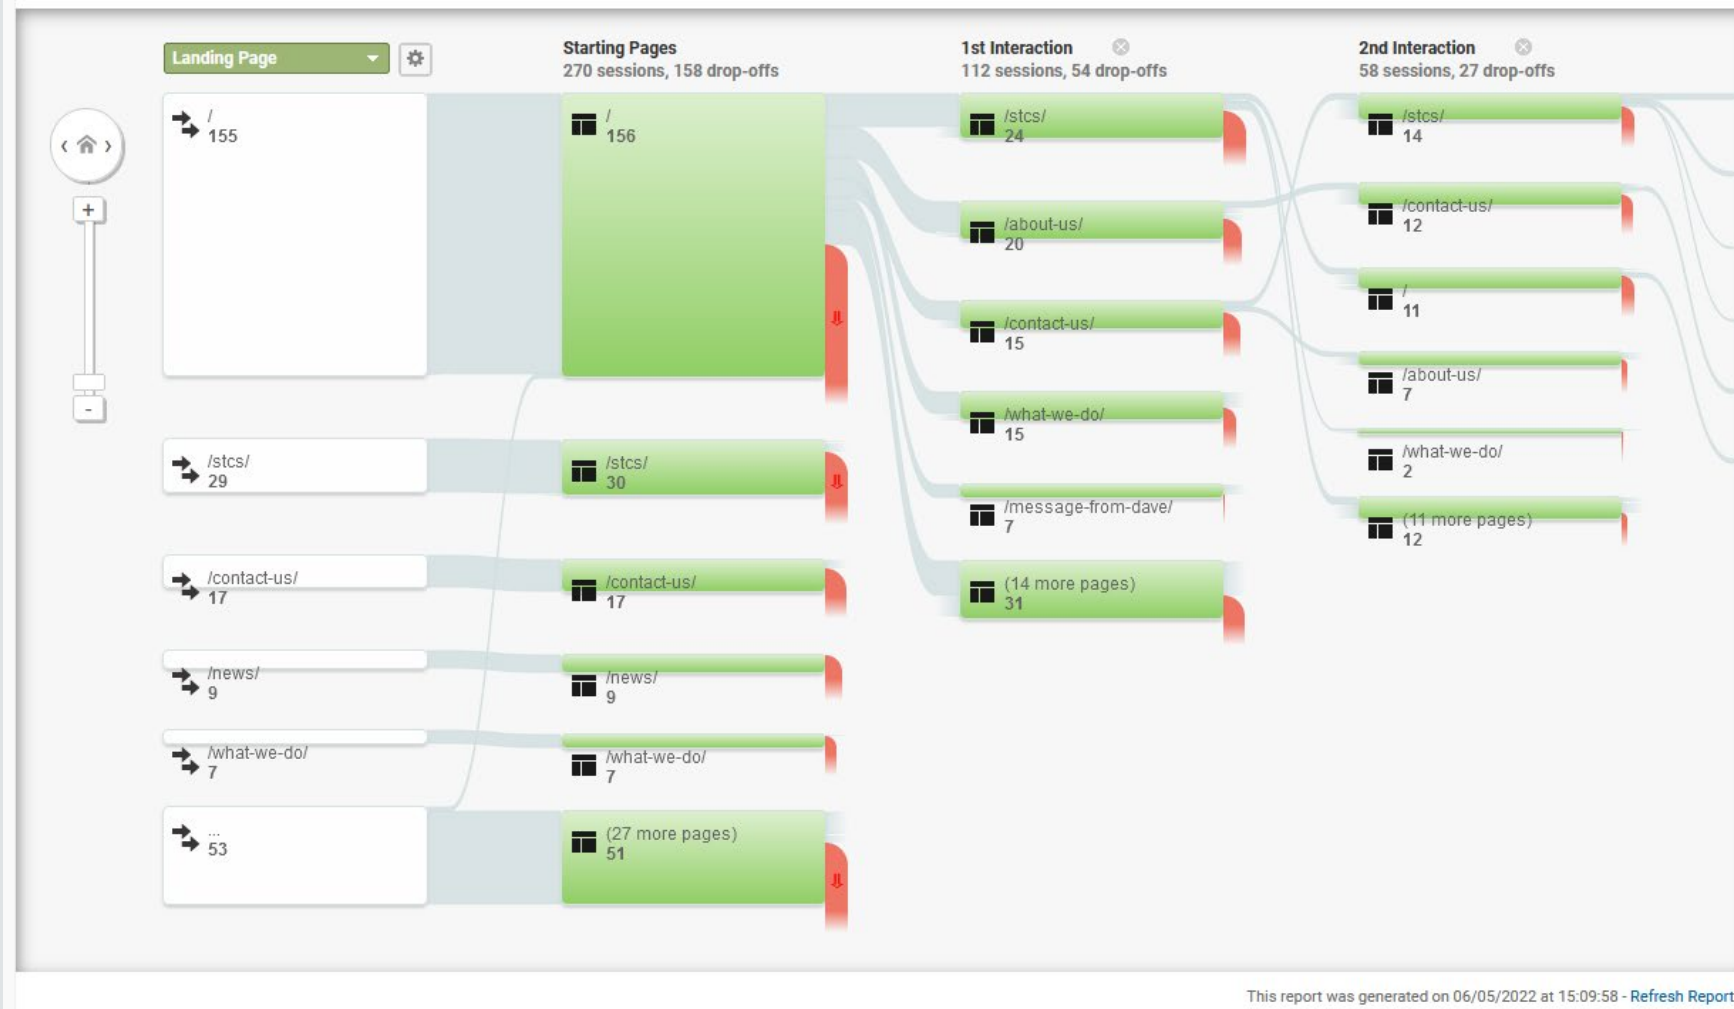 Landing Page
/
155
/stcs/
29
/contact-us/
17
/news/
9
/what-we-do/
7
...
53
+
-
Starting Pages
270 sessions, 158 drop-offs
/
156
/stcs/
30
/contact-us/
17
/news/
9
/what-we-do/
7
(27 more pages)
51
1st Interaction
112 sessions, 54 drop-offs
/stcs/
24
/about-us/
20
/contact-us/
15
/what-we-do/
15
/message-from-dave/
7
(14 more pages)
31
2nd Interaction
58 sessions, 27 drop-offs
/stcs/
14
/contact-us/
12
/
11
/about-us/
7
/what-we-do/
2
(11 more pages)
12
This report was generated on 06/05/2022 at 15:09:58 - Refresh Report